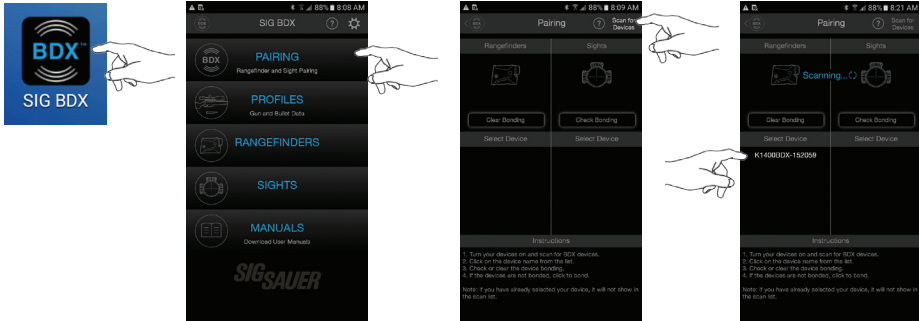 BDX™
SIG BDX
88% 8:08 AM
SIG BDX
?
BDX
PAIRING
Rangefinder and Sight Pairing
PROFILES
Gun and Bullet Data
RANGEFINDERS
SIGHTS
MANUALS
Download User Manuals
SIG SAUER
88% 8:09 AM
Pairing
?
Scan for
Devices
Rangefinders
Sights
Clear Bonding
Check Bonding
Select Device
Select Device
Instructions
1. Turn your devices on and scan for BDX devices.
2. Click on the device name from the list.
3. Check or clear the device bonding.
4. If the devices are not bonded, click to bond.
Note: If you have already selected your device, it will not show in
the scan list.
88% 8:21 AM
Pairing
?
Scan for
Devices
Rangefinders
Sights
Scanning...
Clear Bonding
Check Bonding
Select Device
Select Device
K1400BDX-152059
Instructions
1. Turn your devices on and scan for BDX devices.
2. Click on the device name from the list.
3. Check or clear the device bonding.
4. If the devices are not bonded, click to bond.
Note: If you have already selected your device, it will not show in
the scan list.